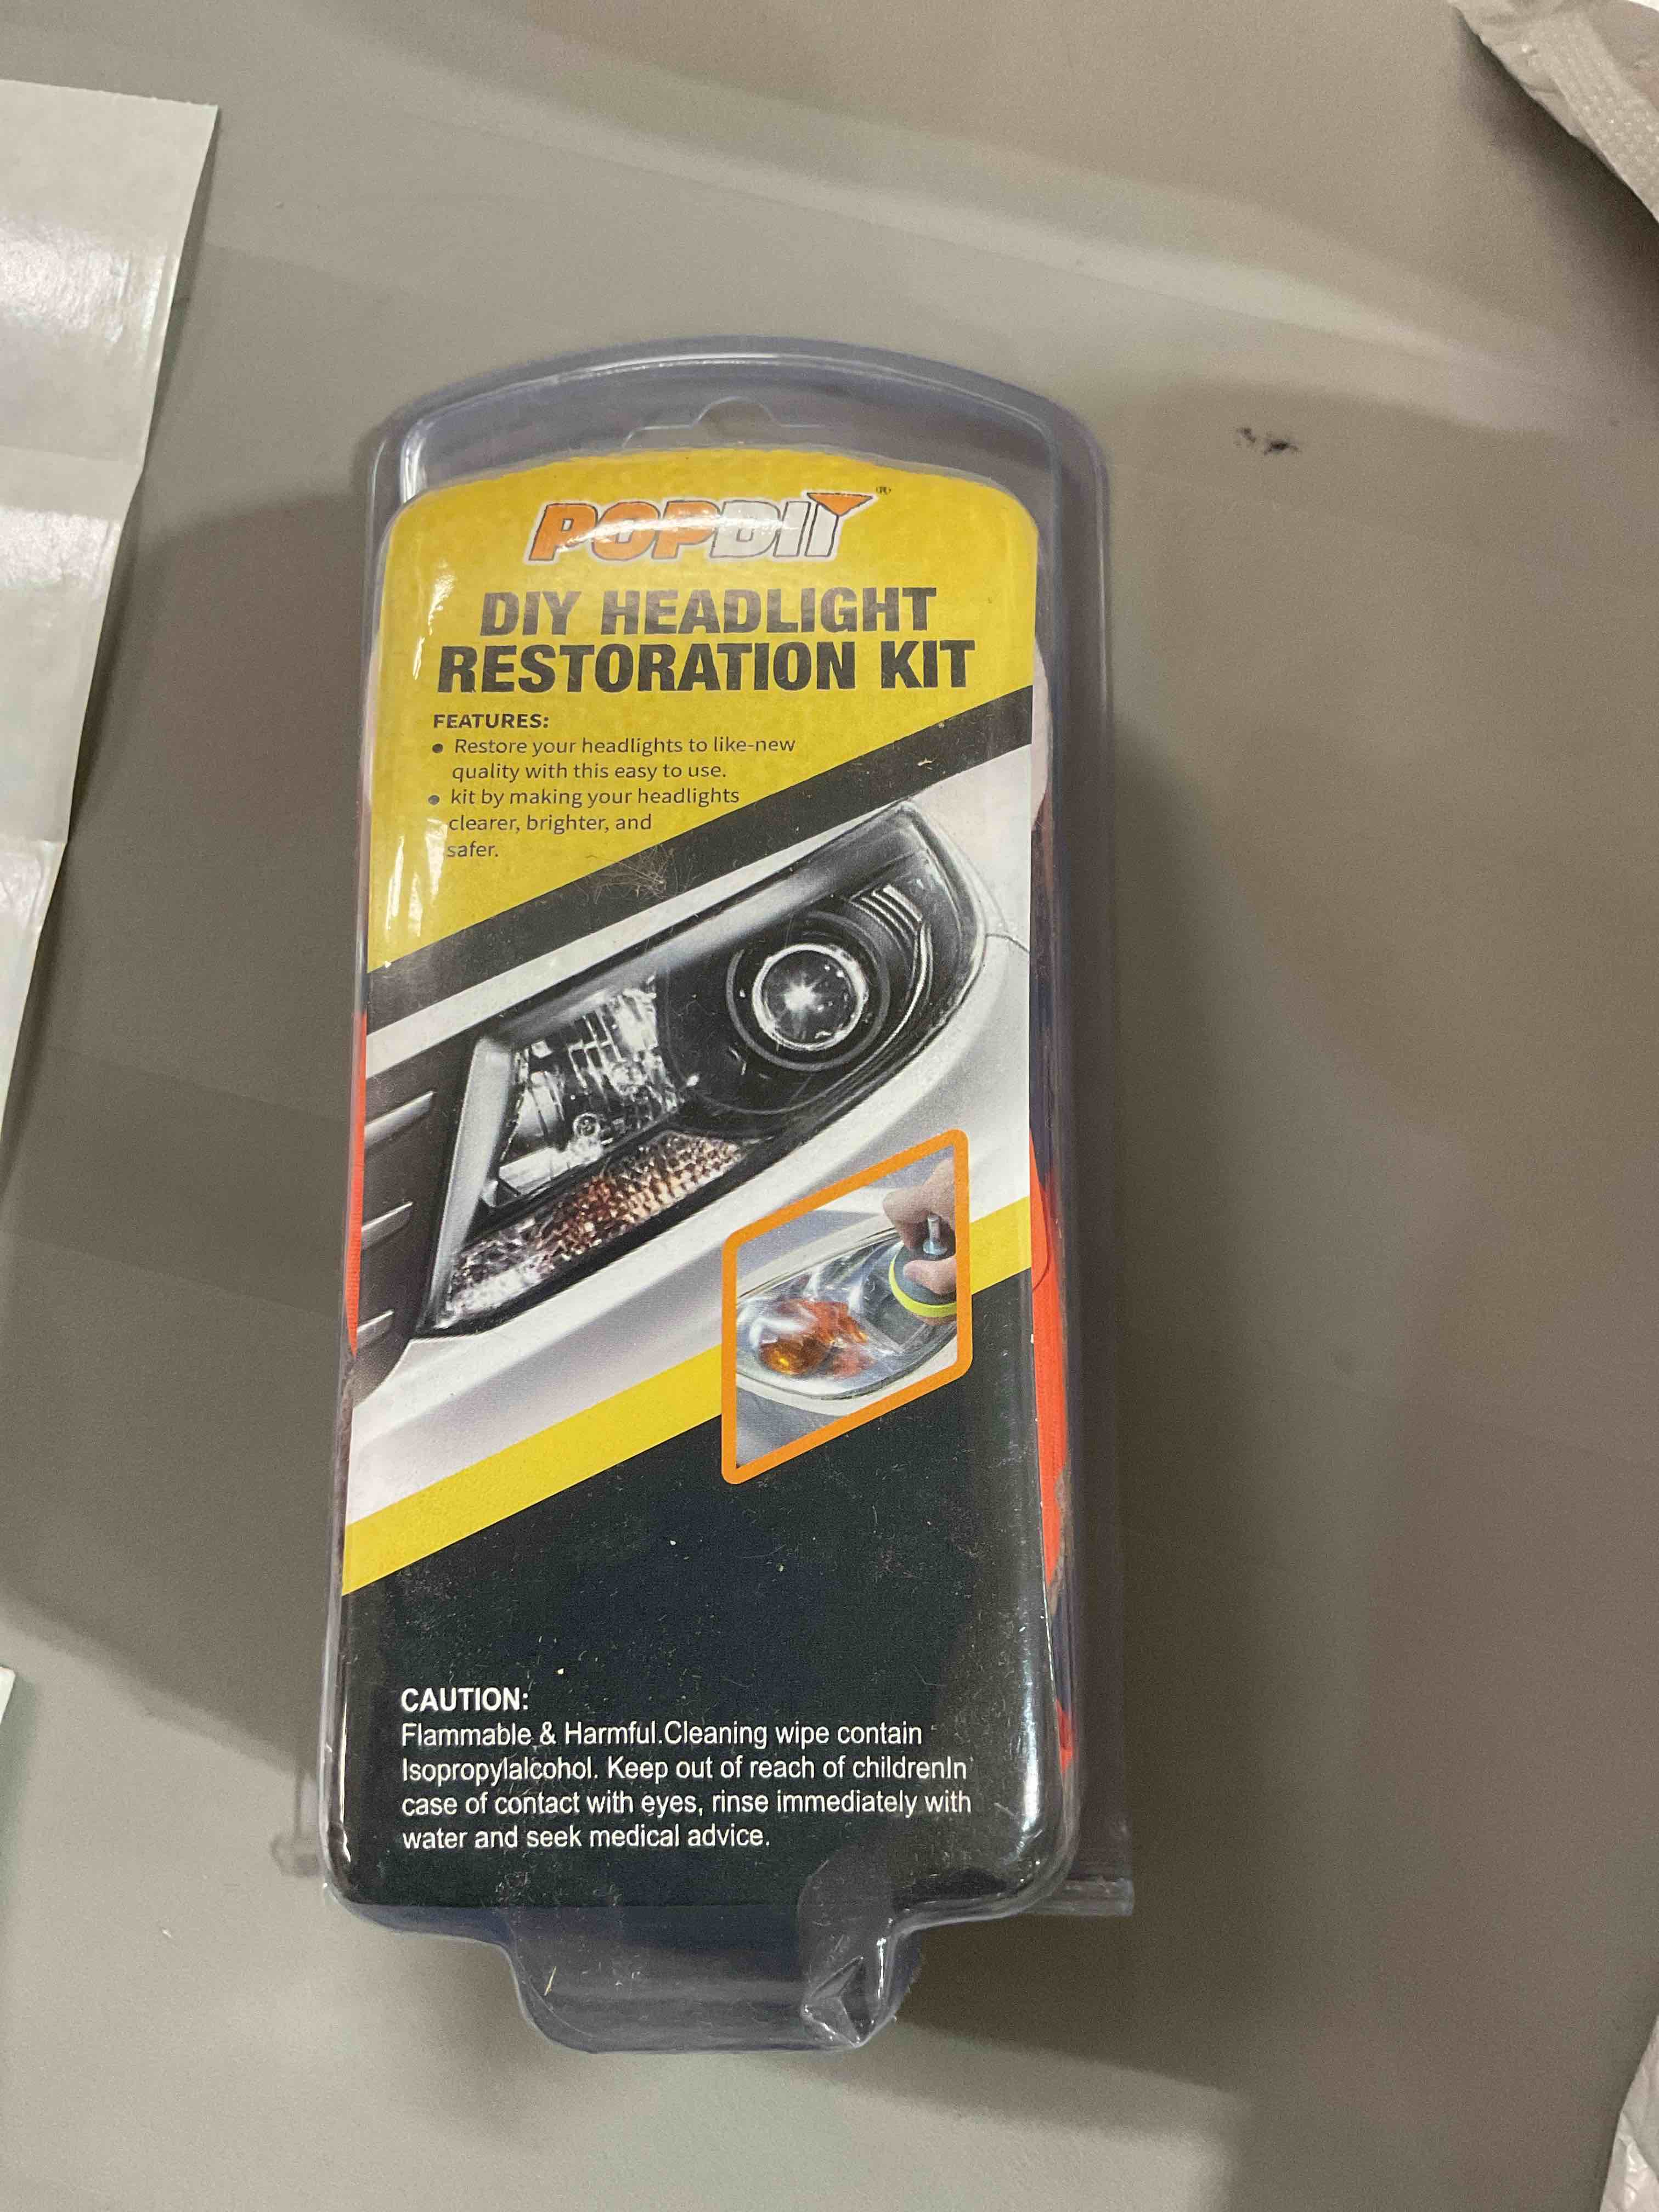 POPDIY®
DIY HEADLIGHT
RESTORATION KIT
FEATURES:
• Restore your headlights to like-new
quality with this easy to use.
• kit by making your headlights
clearer, brighter, and
safer.
CAUTION:
Flammable & Harmful.Cleaning wipe contain
Isopropylalcohol. Keep out of reach of childrenIn
case of contact with eyes, rinse immediately with
water and seek medical advice.